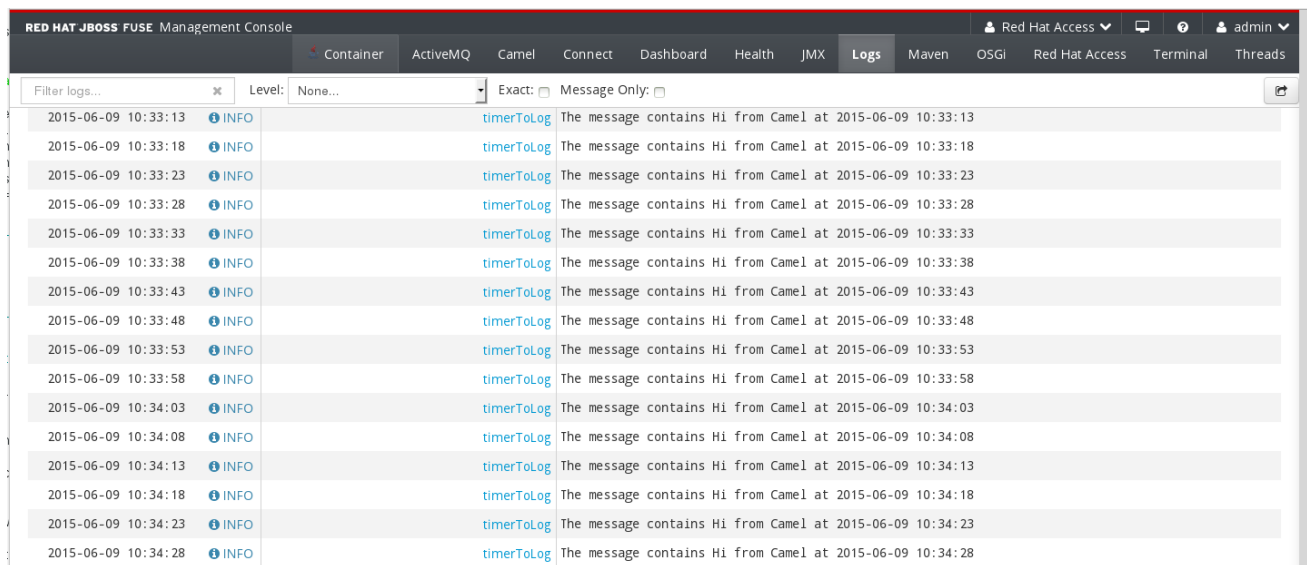 RED HAT JBOSS FUSE Management Console Red Hat Access admin
Container ActiveMQ Camel Connect Dashboard Health JMX Logs Maven OSGi Red Hat Access Terminal Threads
Filter logs... Level: None... Exact: Message Only:
2015-06-09 10:33:13 INFO timerToLog The message contains Hi from Camel at 2015-06-09 10:33:13
2015-06-09 10:33:18 INFO timerToLog The message contains Hi from Camel at 2015-06-09 10:33:18
2015-06-09 10:33:23 INFO timerToLog The message contains Hi from Camel at 2015-06-09 10:33:23
2015-06-09 10:33:28 INFO timerToLog The message contains Hi from Camel at 2015-06-09 10:33:28
2015-06-09 10:33:33 INFO timerToLog The message contains Hi from Camel at 2015-06-09 10:33:33
2015-06-09 10:33:38 INFO timerToLog The message contains Hi from Camel at 2015-06-09 10:33:38
2015-06-09 10:33:43 INFO timerToLog The message contains Hi from Camel at 2015-06-09 10:33:43
2015-06-09 10:33:48 INFO timerToLog The message contains Hi from Camel at 2015-06-09 10:33:48
2015-06-09 10:33:53 INFO timerToLog The message contains Hi from Camel at 2015-06-09 10:33:53
2015-06-09 10:33:58 INFO timerToLog The message contains Hi from Camel at 2015-06-09 10:33:58
2015-06-09 10:34:03 INFO timerToLog The message contains Hi from Camel at 2015-06-09 10:34:03
2015-06-09 10:34:08 INFO timerToLog The message contains Hi from Camel at 2015-06-09 10:34:08
2015-06-09 10:34:13 INFO timerToLog The message contains Hi from Camel at 2015-06-09 10:34:13
2015-06-09 10:34:18 INFO timerToLog The message contains Hi from Camel at 2015-06-09 10:34:18
2015-06-09 10:34:23 INFO timerToLog The message contains Hi from Camel at 2015-06-09 10:34:23
2015-06-09 10:34:28 INFO timerToLog The message contains Hi from Camel at 2015-06-09 10:34:28